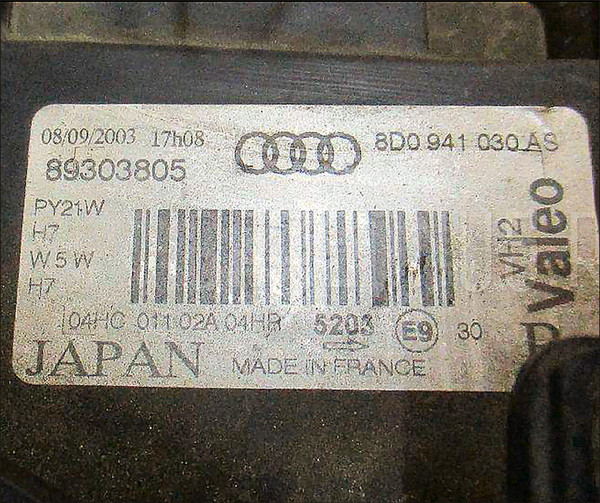 08/09/2003 17h08
8D0 941 030 AS
89303805
PY21W
H7
W5W
H7
04HC 011 02A 04HR 5203 E9 30
JAPAN
MADE IN FRANCE
VH2
Valeo